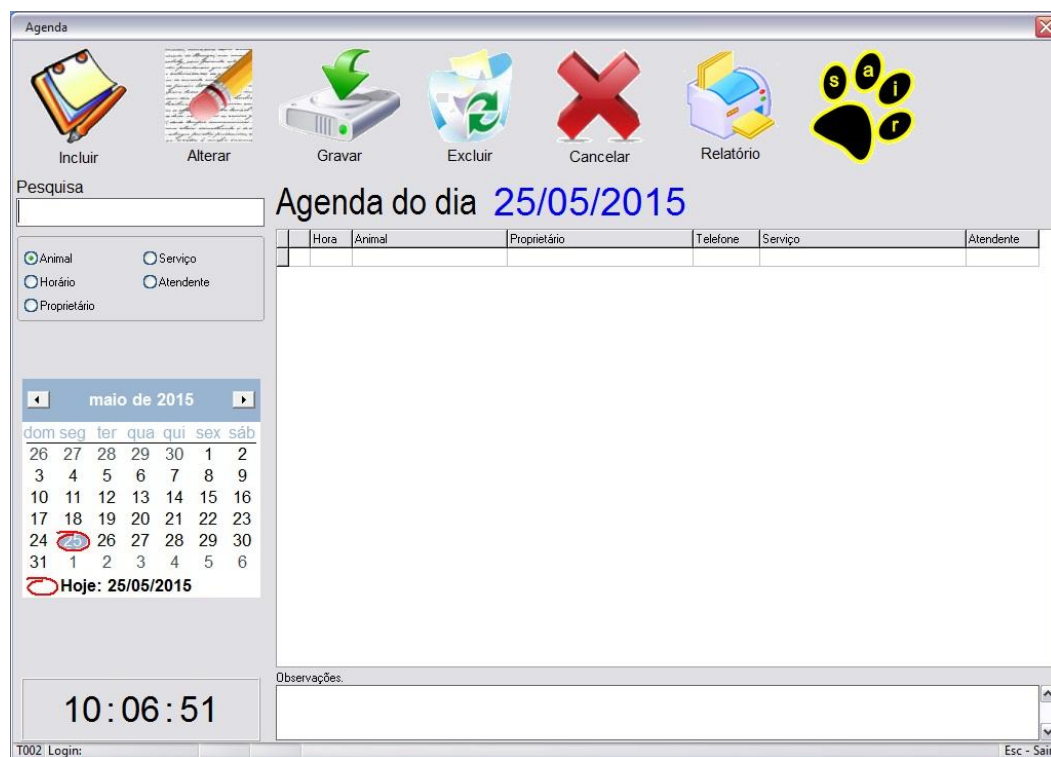 Agenda
Incluir Alterar Gravar Excluir Cancelar Relatório s a i r
Pesquisa
Agenda do dia 25/05/2015
Hora Animal Proprietário Telefone Serviço Atendente
Animal Serviço
Horário Atendente
Proprietário
maio de 2015
dom seg ter qua qui sex sáb
26 27 28 29 30 1 2
3 4 5 6 7 8 9
10 11 12 13 14 15 16
17 18 19 20 21 22 23
24 25 26 27 28 29 30
31 1 2 3 4 5 6
Hoje: 25/05/2015
Observações.
10:06:51
T002 Login: Esc - Sair